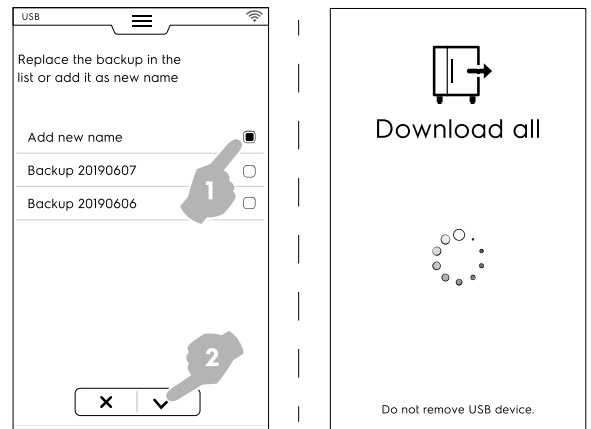 USB
Replace the backup in the
list or add it as new name
Add new name
Backup 20190607
Backup 20190606
1
2
Download all
Do not remove USB device.